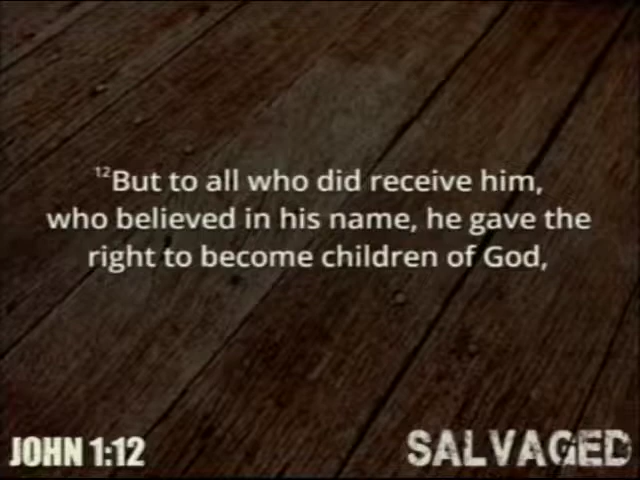 ¹²But to all who did receive him,
who believed in his name, he gave the
right to become children of God,
JOHN 1:12
SALVAGED